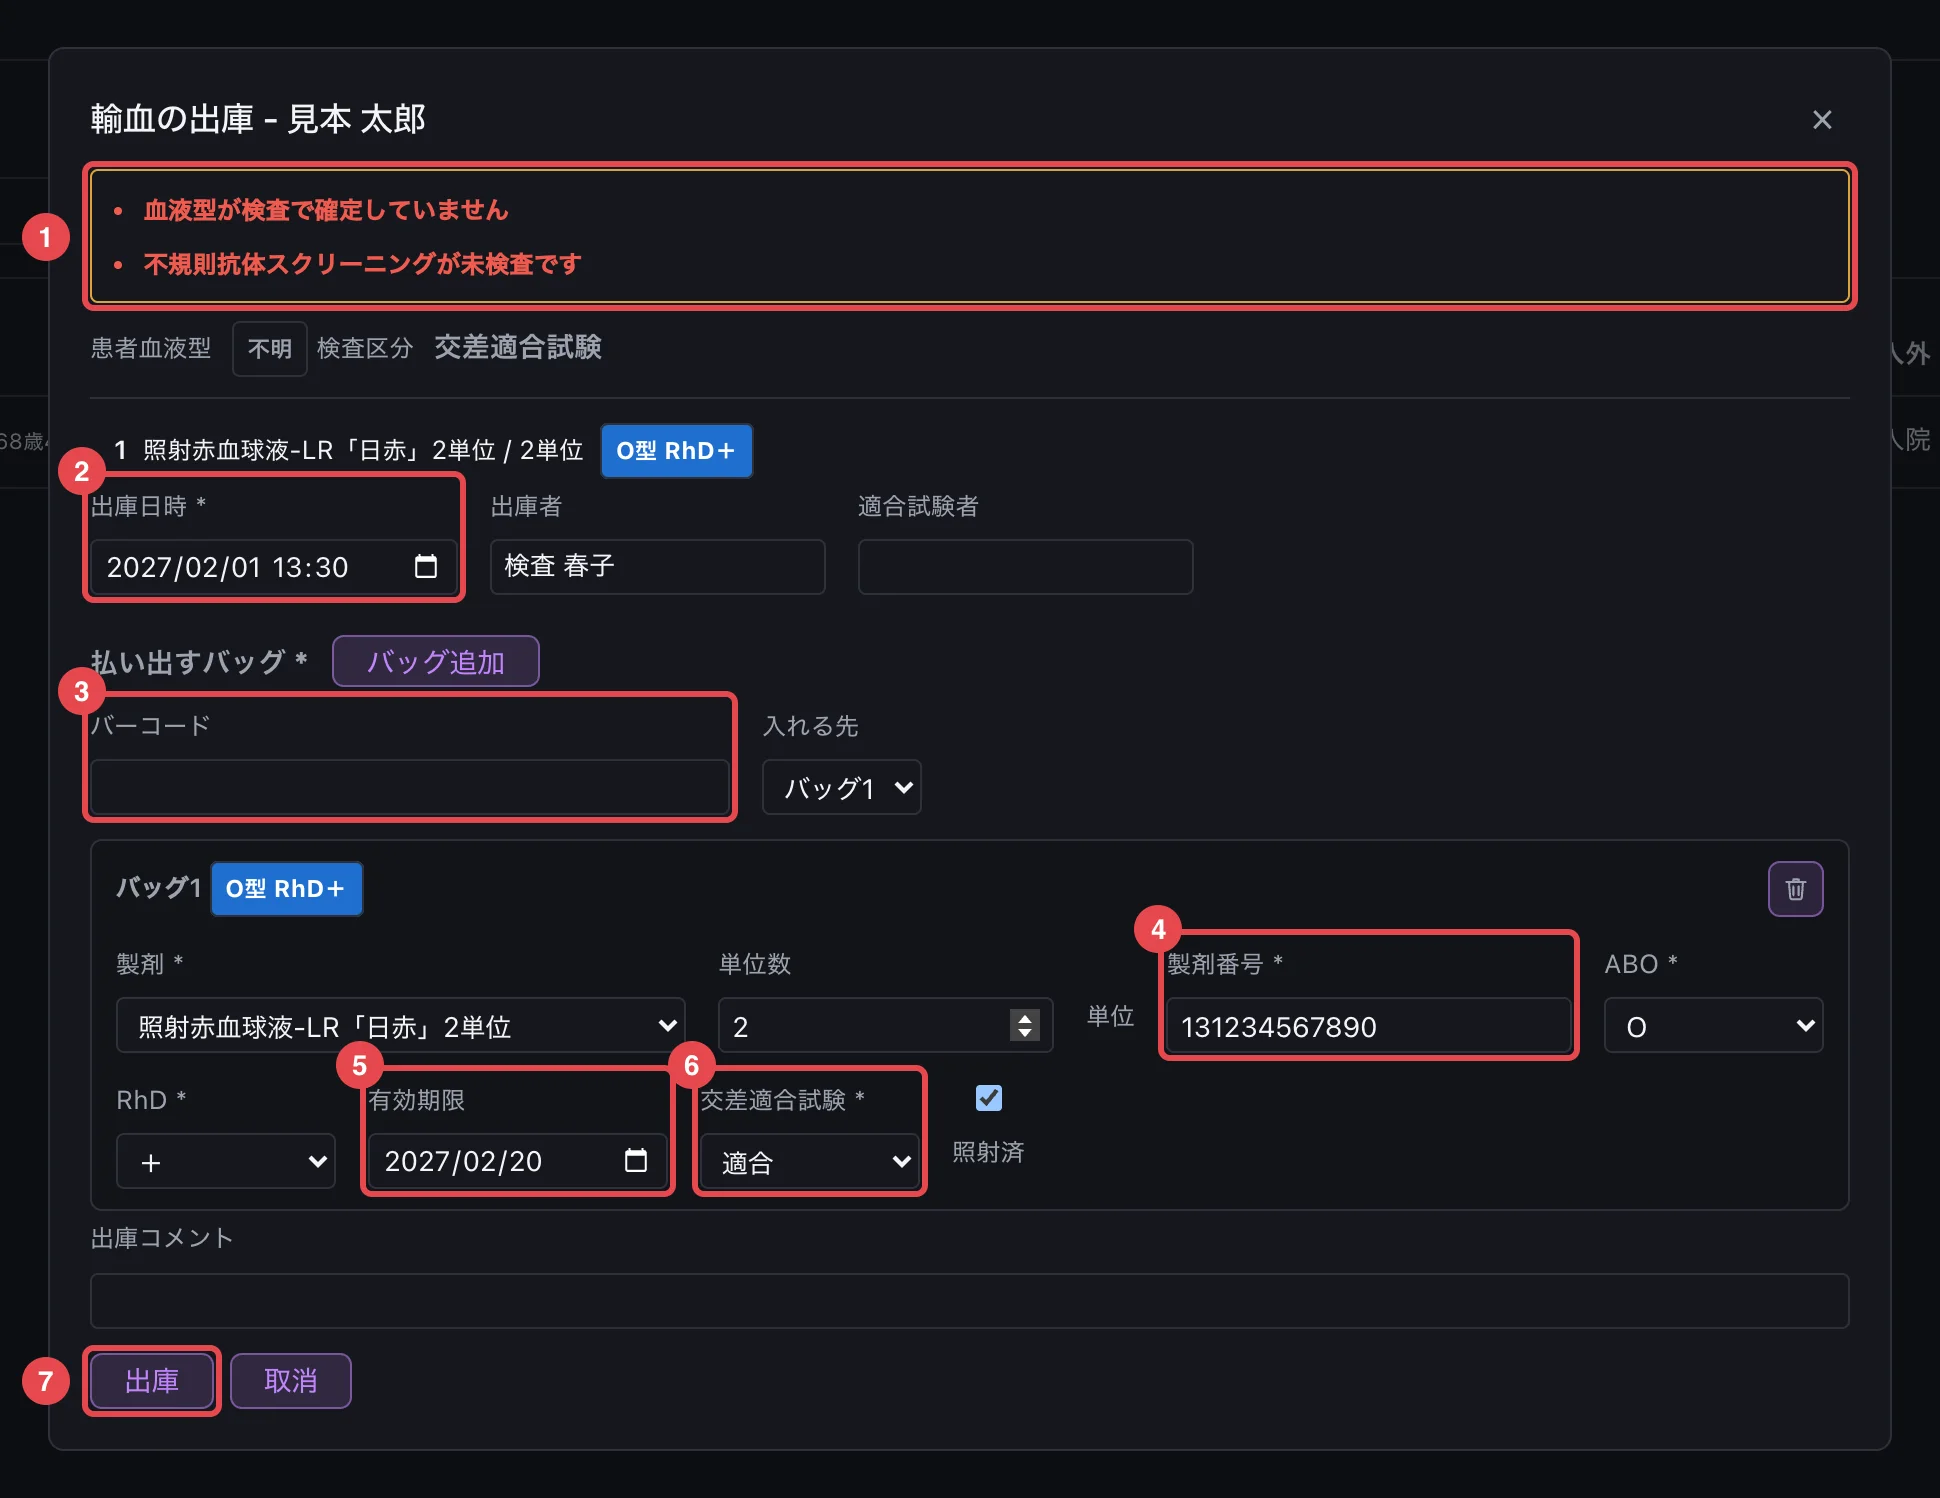 輸血の出庫 - 見本 太郎
×
1
• 血液型が検査で確定していません
• 不規則抗体スクリーニングが未検査です
患者血液型 不明 検査区分 交差適合試験
人外
1 照射赤血球液-LR「日赤」2単位 / 2単位 O型 RhD+
68歳
入院
2
出庫日時 * 出庫者 適合試験者
2027/02/01 13:30 検査 春子
払い出すバッグ * バッグ追加
3
バーコード 入れる先
バッグ1
バッグ1 O型 RhD+
4
製剤 * 単位数 製剤番号 * ABO *
照射赤血球液-LR「日赤」2単位 2 単位 131234567890 O
5 6
RhD * 有効期限 交差適合試験 *
+ 2027/02/20 適合 照射済
出庫コメント
7
出庫 取消